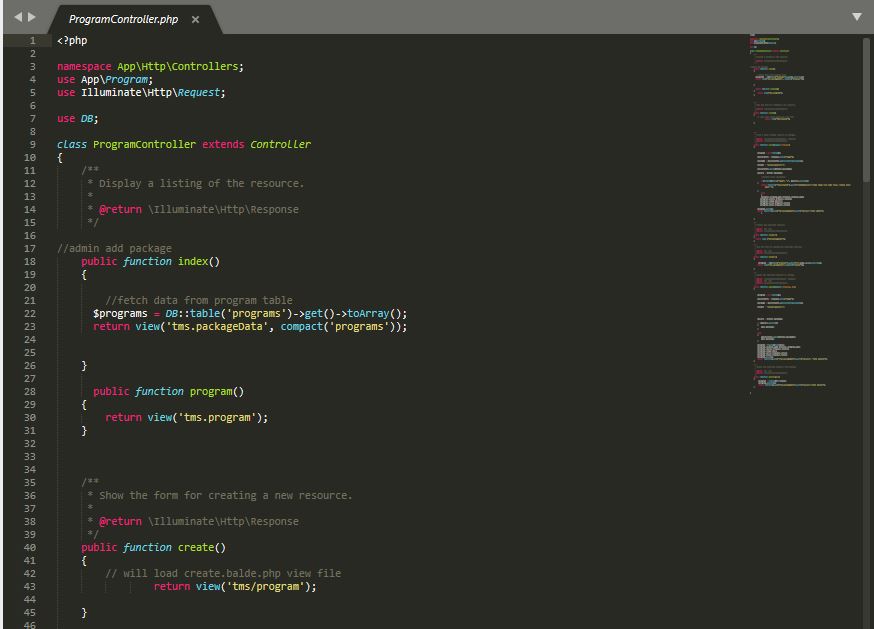 ProgramController.php ×
1 <?php
2
3 namespace App\Http\Controllers;
4 use App\Program;
5 use Illuminate\Http\Request;
6
7 use DB;
8
9 class ProgramController extends Controller
10 {
11 /**
12 * Display a listing of the resource.
13 *
14 * @return \Illuminate\Http\Response
15 */
16
17 //admin add package
18 public function index()
19 {
20
21 //fetch data from program table
22 $programs = DB::table('programs')->get()->toArray();
23 return view('tms.packageData', compact('programs'));
24
25
26 }
27
28 public function program()
29 {
30 return view('tms.program');
31 }
32
33
34
35 /**
36 * Show the form for creating a new resource.
37 *
38 * @return \Illuminate\Http\Response
39 */
40 public function create()
41 {
42 // will load create.balde.php view file
43 return view('tms/program');
44
45 }
46